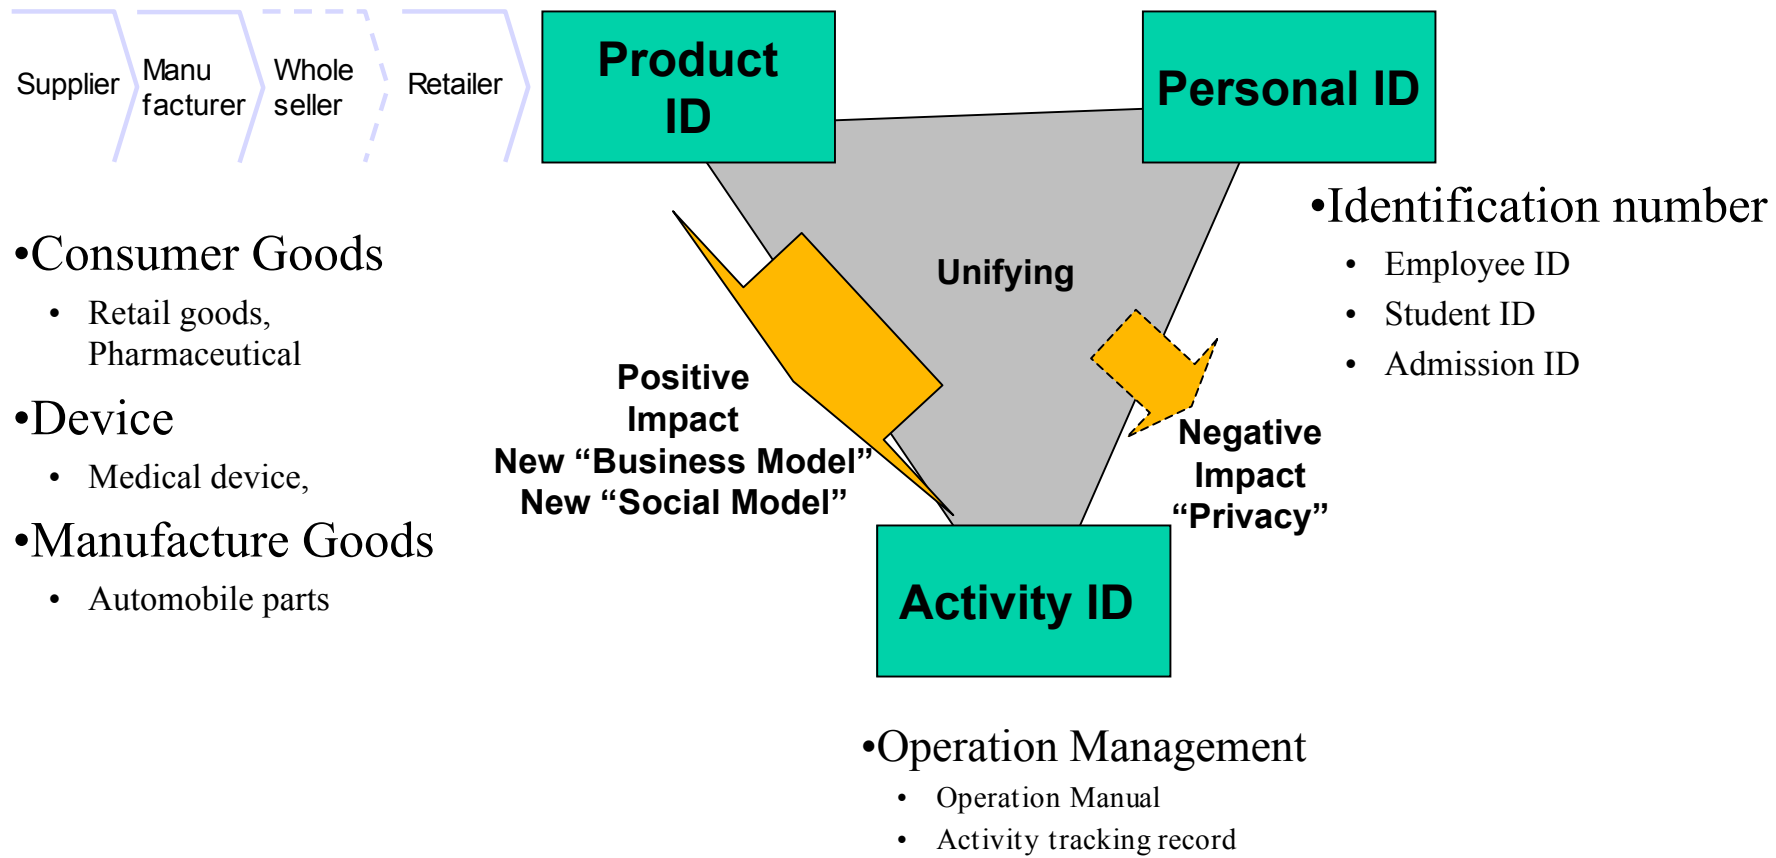 Supplier
Manu
facturer
Whole
seller
Retailer
Product
ID
Personal ID
•Consumer Goods
• Retail goods,
Pharmaceutical
•Device
• Medical device,
•Manufacture Goods
• Automobile parts
Unifying
Positive
Impact
New “Business Model”
New “Social Model”
Negative
Impact
“Privacy”
•Identification number
• Employee ID
• Student ID
• Admission ID
Activity ID
•Operation Management
• Operation Manual
• Activity tracking record